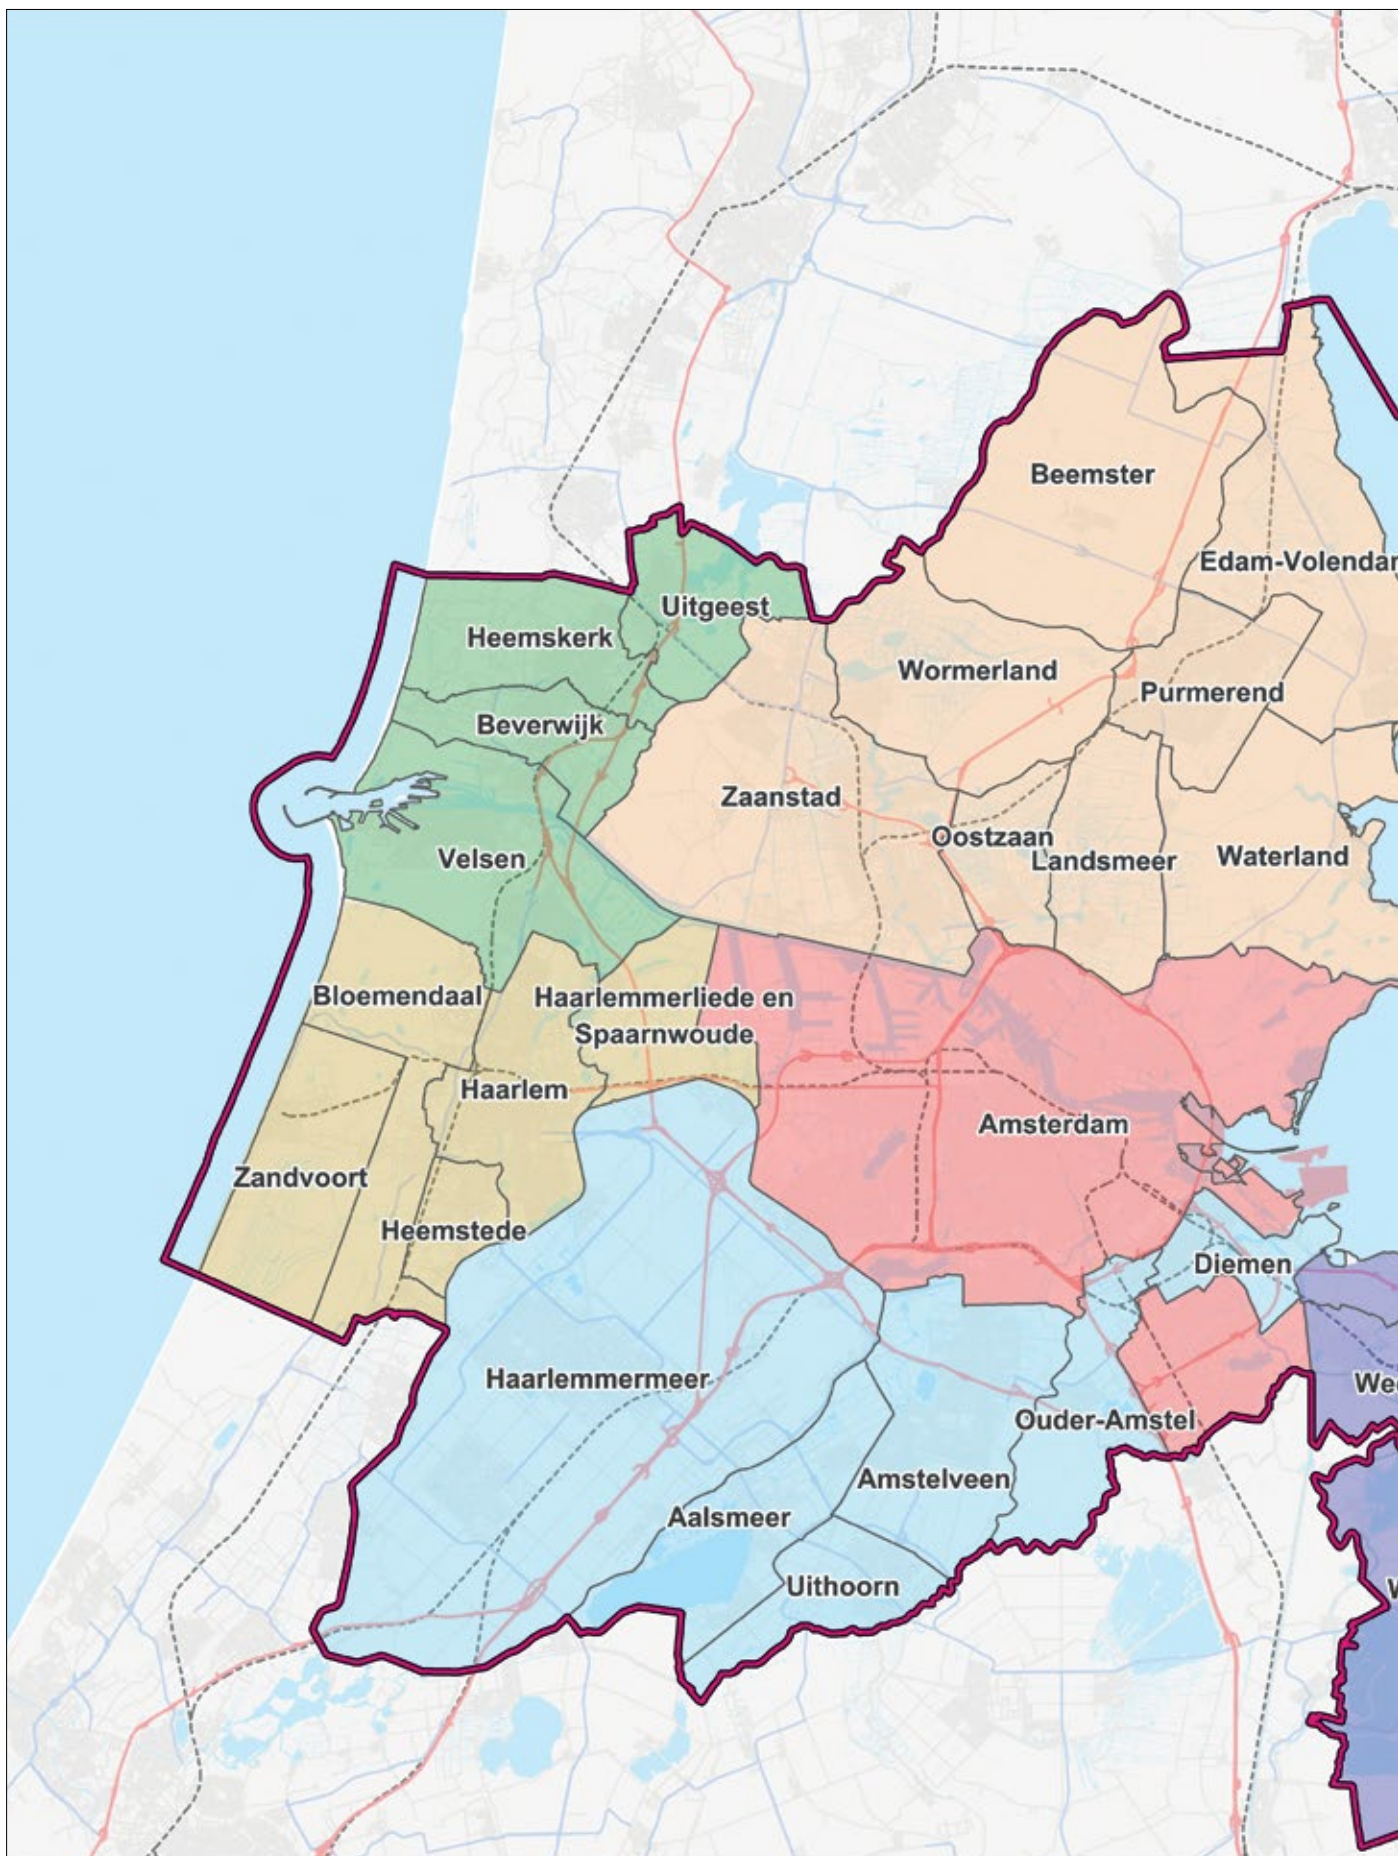 Beemster
Edam-Volendam
Uitgeest
Heemskerk
Wormerland
Purmerend
Beverwijk
Zaanstad
Oostzaan
Landsmeer
Waterland
Velsen
Bloemendaal
Haarlemmerliede en
Spaarnwoude
Haarlem
Amsterdam
Zandvoort
Heemstede
Diemen
Haarlemmermeer
Ouder-Amstel
Amstelveen
Aalsmeer
Uithoorn